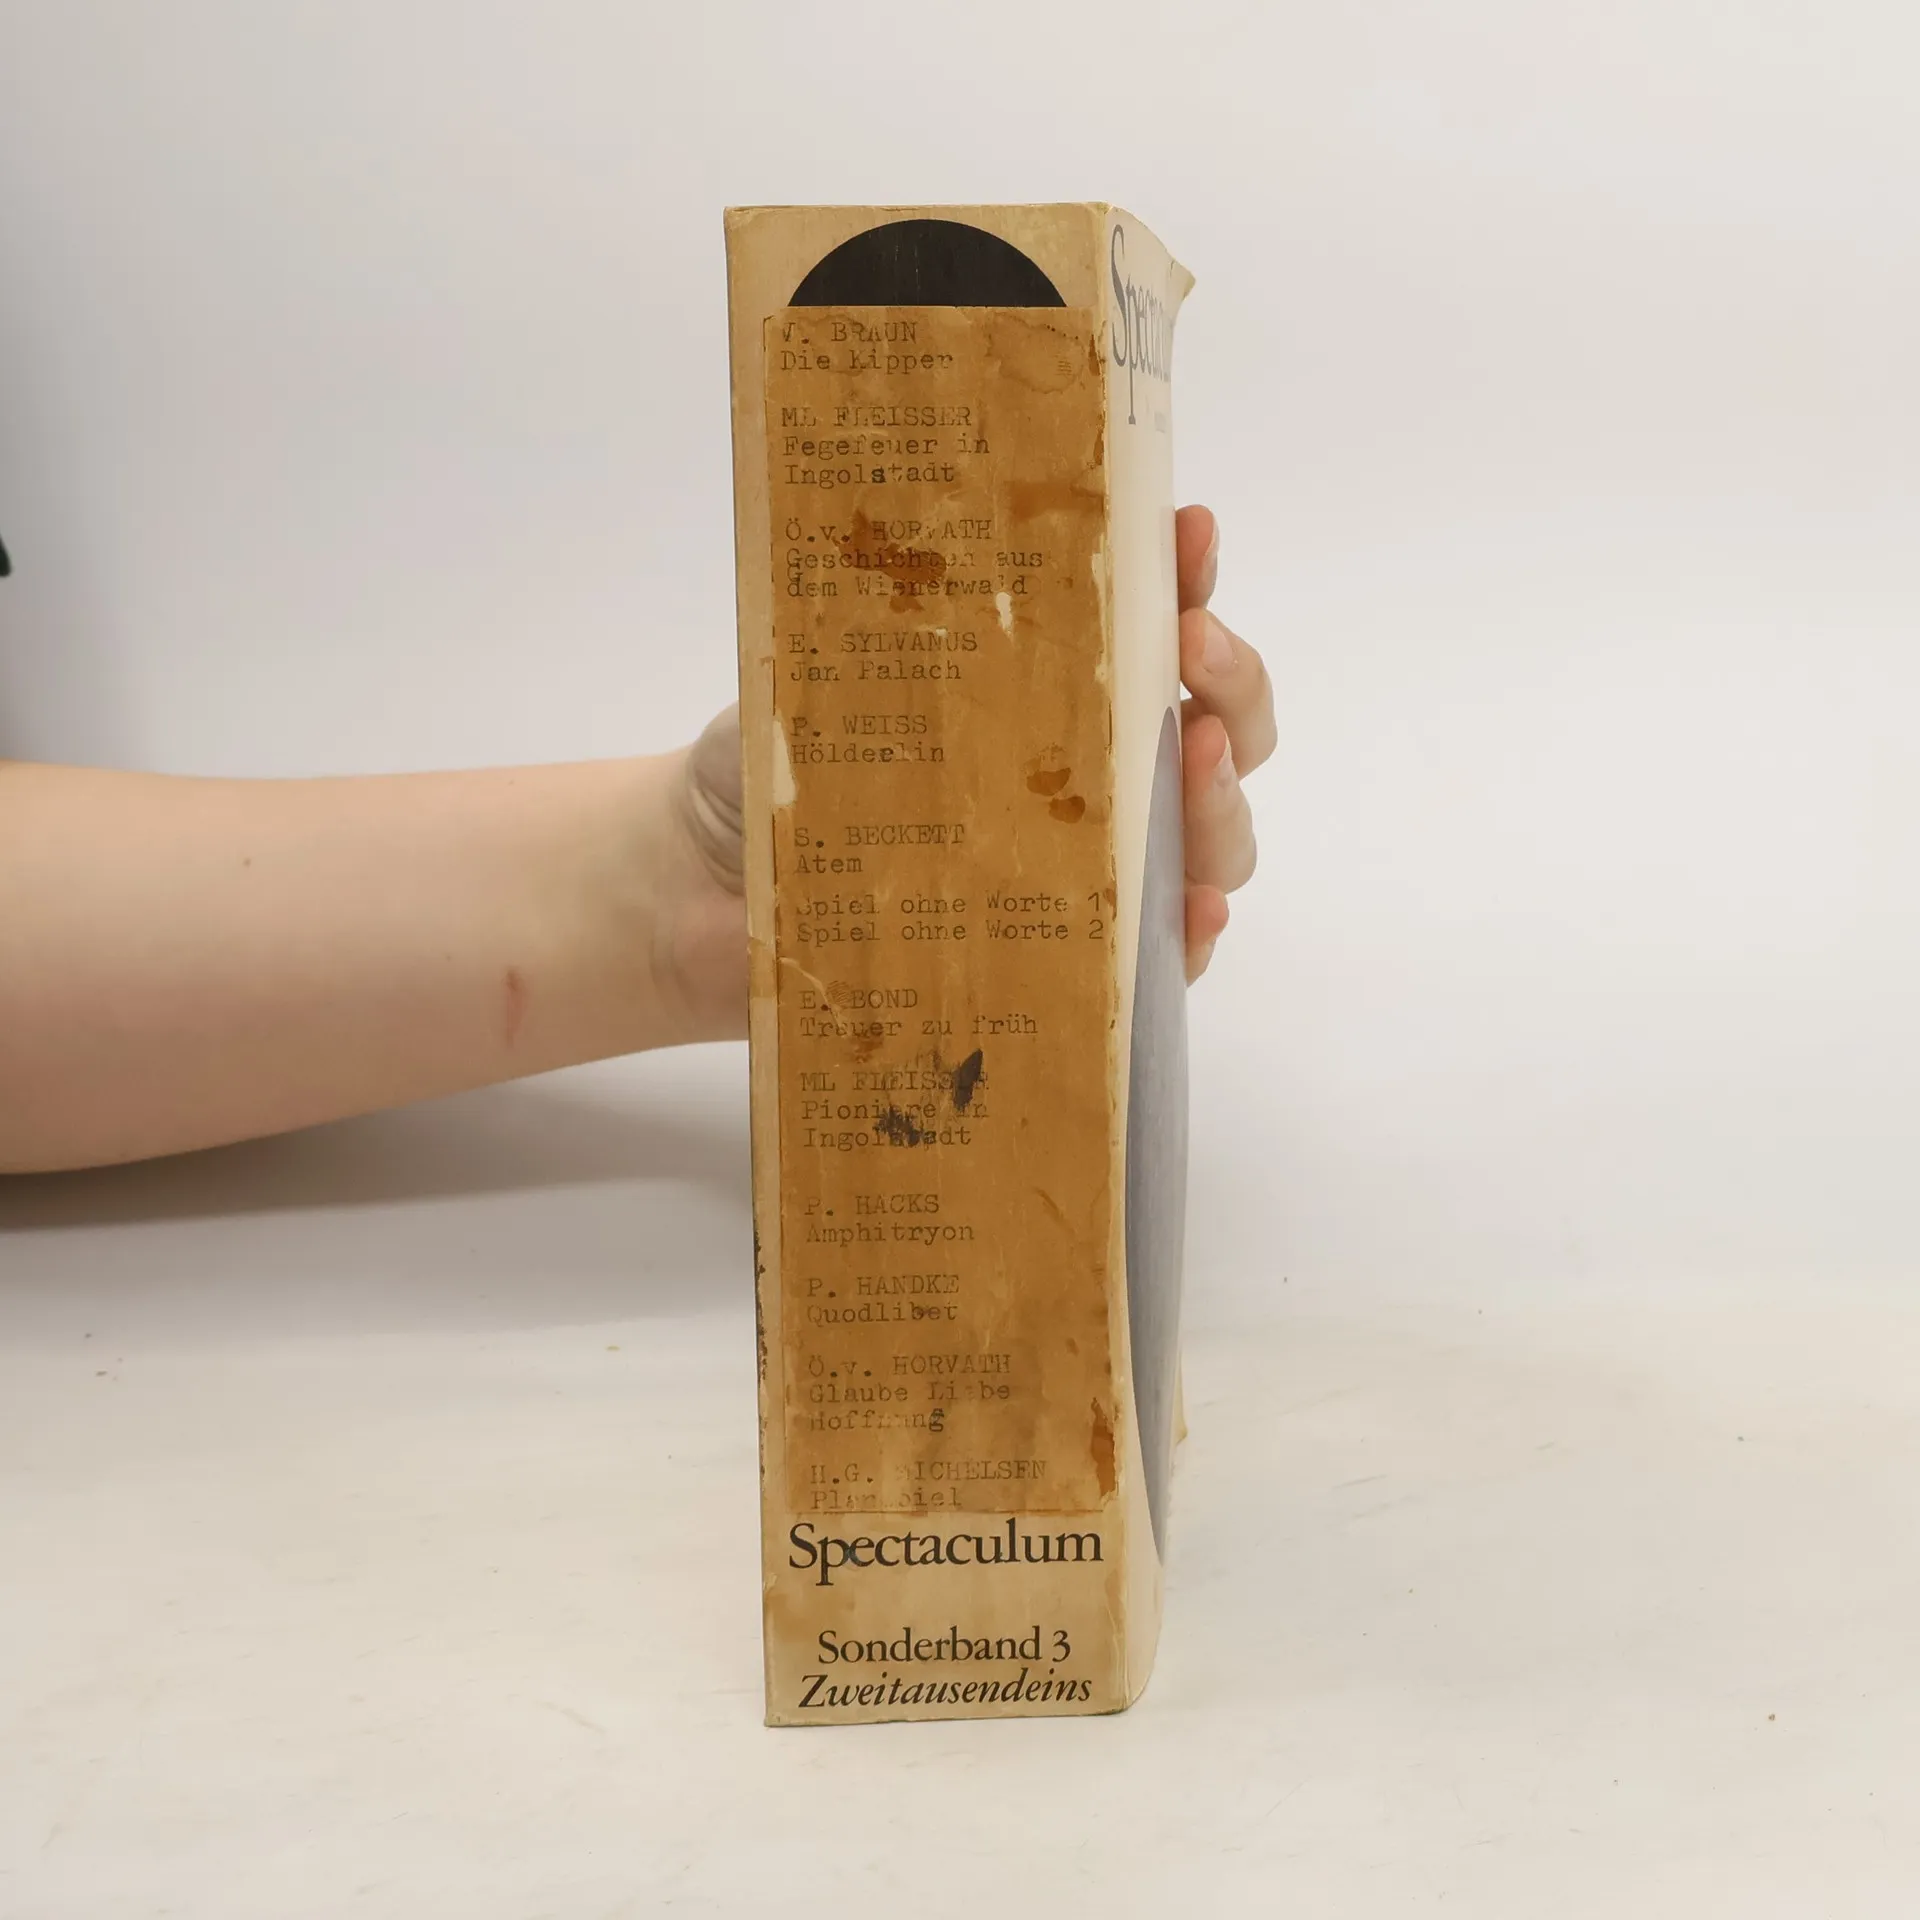 V. BRAUN
Die Kipper
ML FLEISSER
Fegefeuer in
Ingolstadt
Ö.v. HORVATH
Geschichten aus
dem Wienerwald
E. SYLVANUS
Jan Palach
P. WEISS
Hölderlin
S. BECKETT
Atem
Spiel ohne Worte 1
Spiel ohne Worte 2
E. BOND
Trauer zu früh
ML FLEISSER
Pioniere in
Ingolstadt
P. HACKS
Amphitryon
P. HANDKE
Quodlibet
Ö.v. HORVATH
Glaube Liebe
Hoffnung
H.G. MICHELSEN
Planspiel
Spectaculum
Sonderband 3
Zweitausendeins